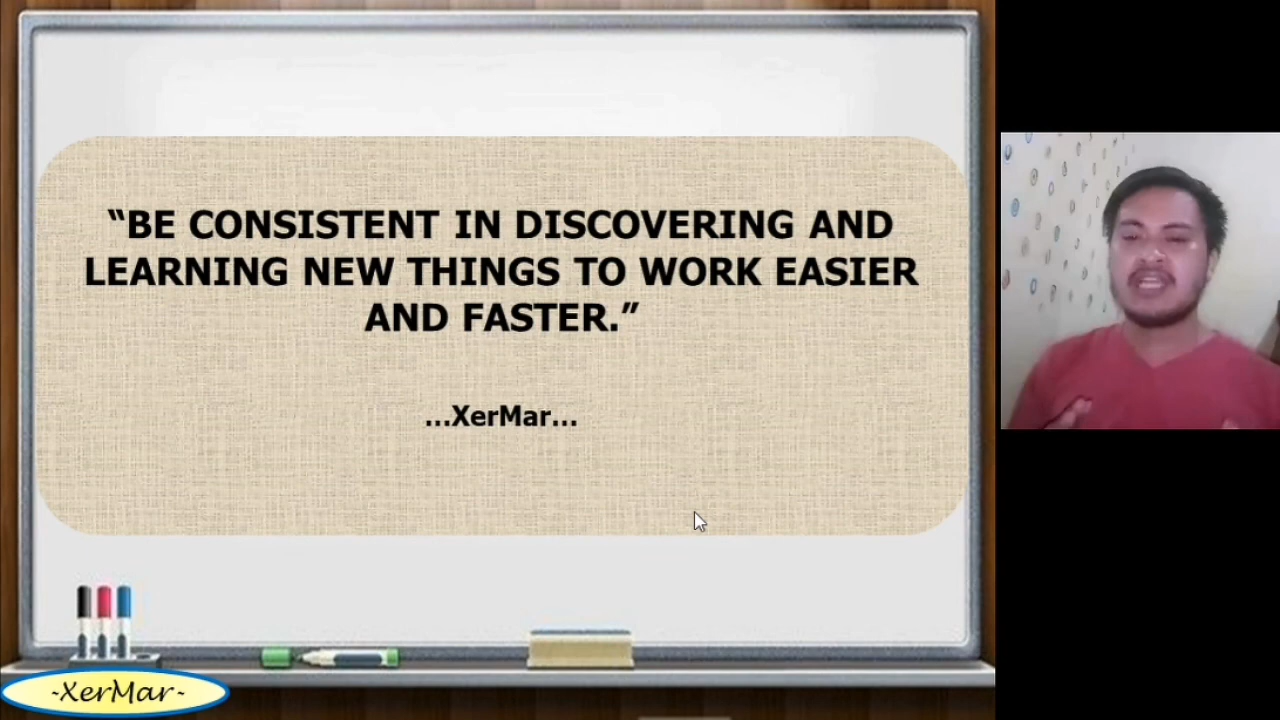 “BE CONSISTENT IN DISCOVERING AND
LEARNING NEW THINGS TO WORK EASIER
AND FASTER.”
...XerMar...
-XerMar-